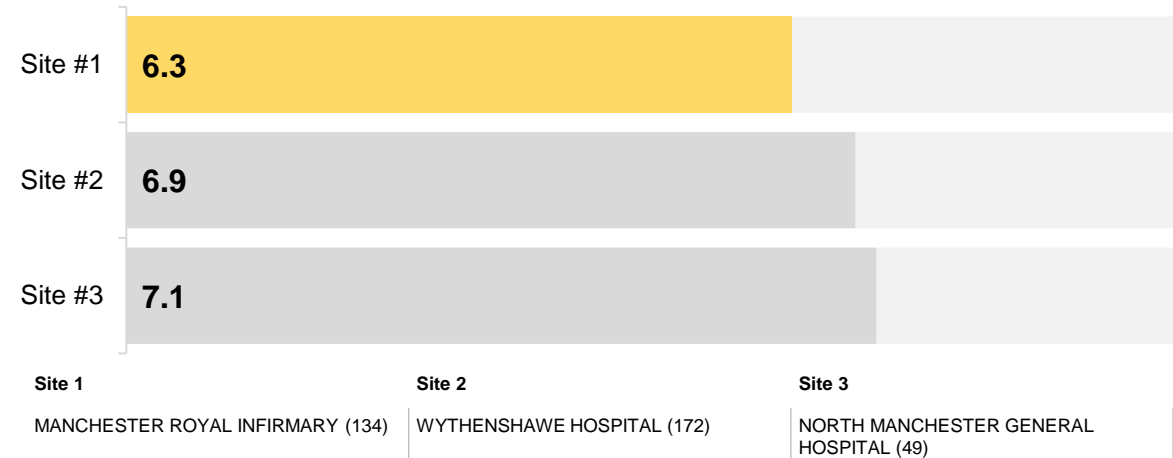 Site #1
6.3
Site #2
6.9
Site #3
7.1
Site 1
Site 2
Site 3
MANCHESTER ROYAL INFIRMARY (134)
WYTHENSHAWE HOSPITAL (172)
NORTH MANCHESTER GENERAL
HOSPITAL (49)